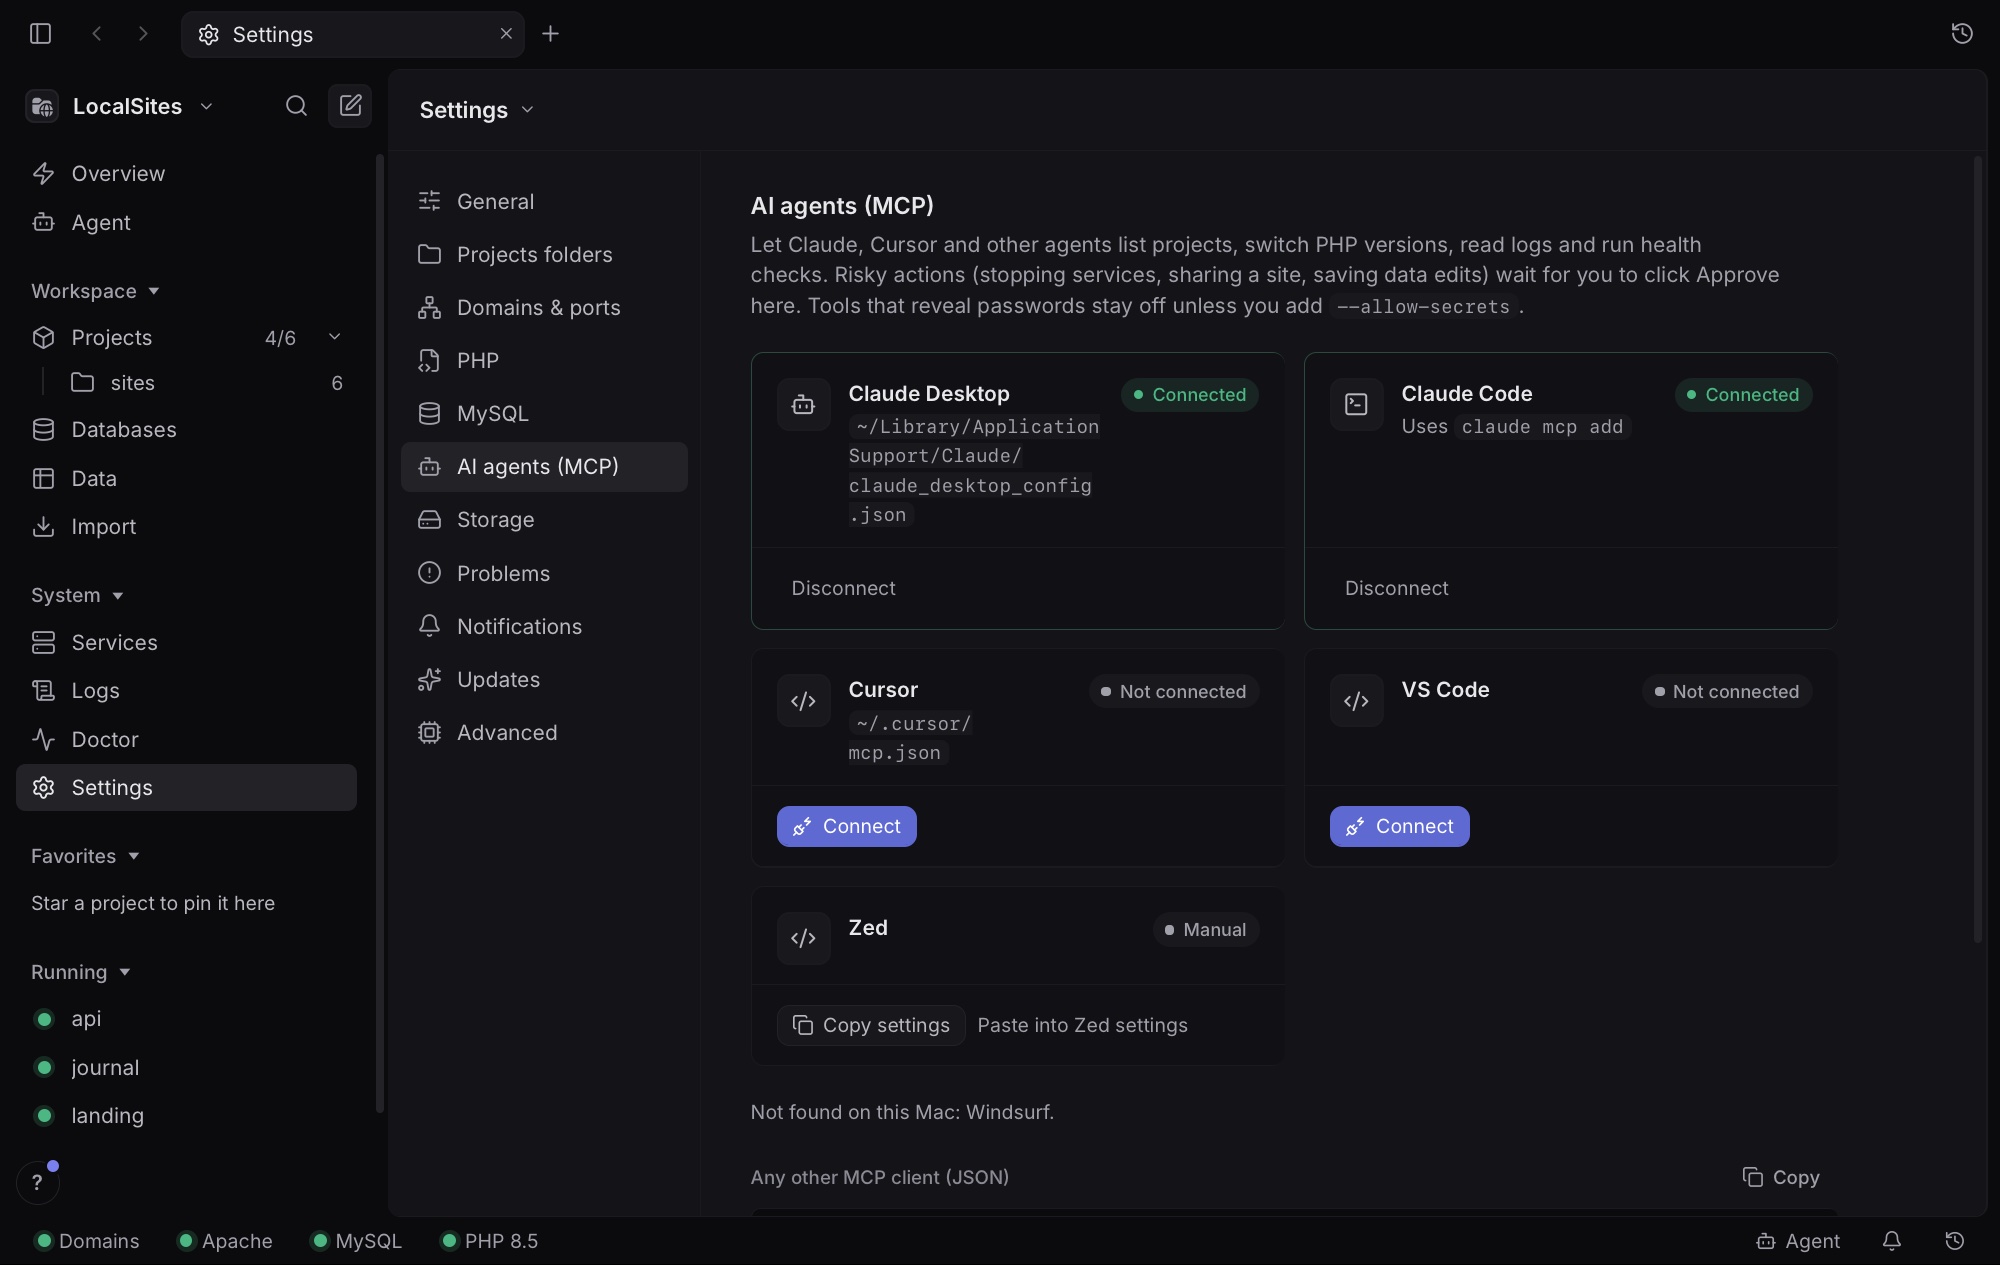 Settings
LocalSites
Overview
Agent
Workspace
Projects 4/6
sites 6
Databases
Data
Import
System
Services
Logs
Doctor
Settings
Favorites
Star a project to pin it here
Running
api
journal
landing
?
Settings
General
Projects folders
Domains & ports
PHP
MySQL
AI agents (MCP)
Storage
Problems
Notifications
Updates
Advanced
AI agents (MCP)
Let Claude, Cursor and other agents list projects, switch PHP versions, read logs and run health
checks. Risky actions (stopping services, sharing a site, saving data edits) wait for you to click Approve
here. Tools that reveal passwords stay off unless you add --allow-secrets.
Claude Desktop
Connected
~/Library/Application
Support/Claude/
claude_desktop_config
.json
Disconnect
Claude Code
Connected
Uses claude mcp add
Disconnect
Cursor
Not connected
~/.cursor/
mcp.json
Connect
VS Code
Not connected
Connect
Zed
Manual
Copy settings
Paste into Zed settings
Not found on this Mac: Windsurf.
Any other MCP client (JSON)
Copy
Domains
Apache
MySQL
PHP 8.5
Agent